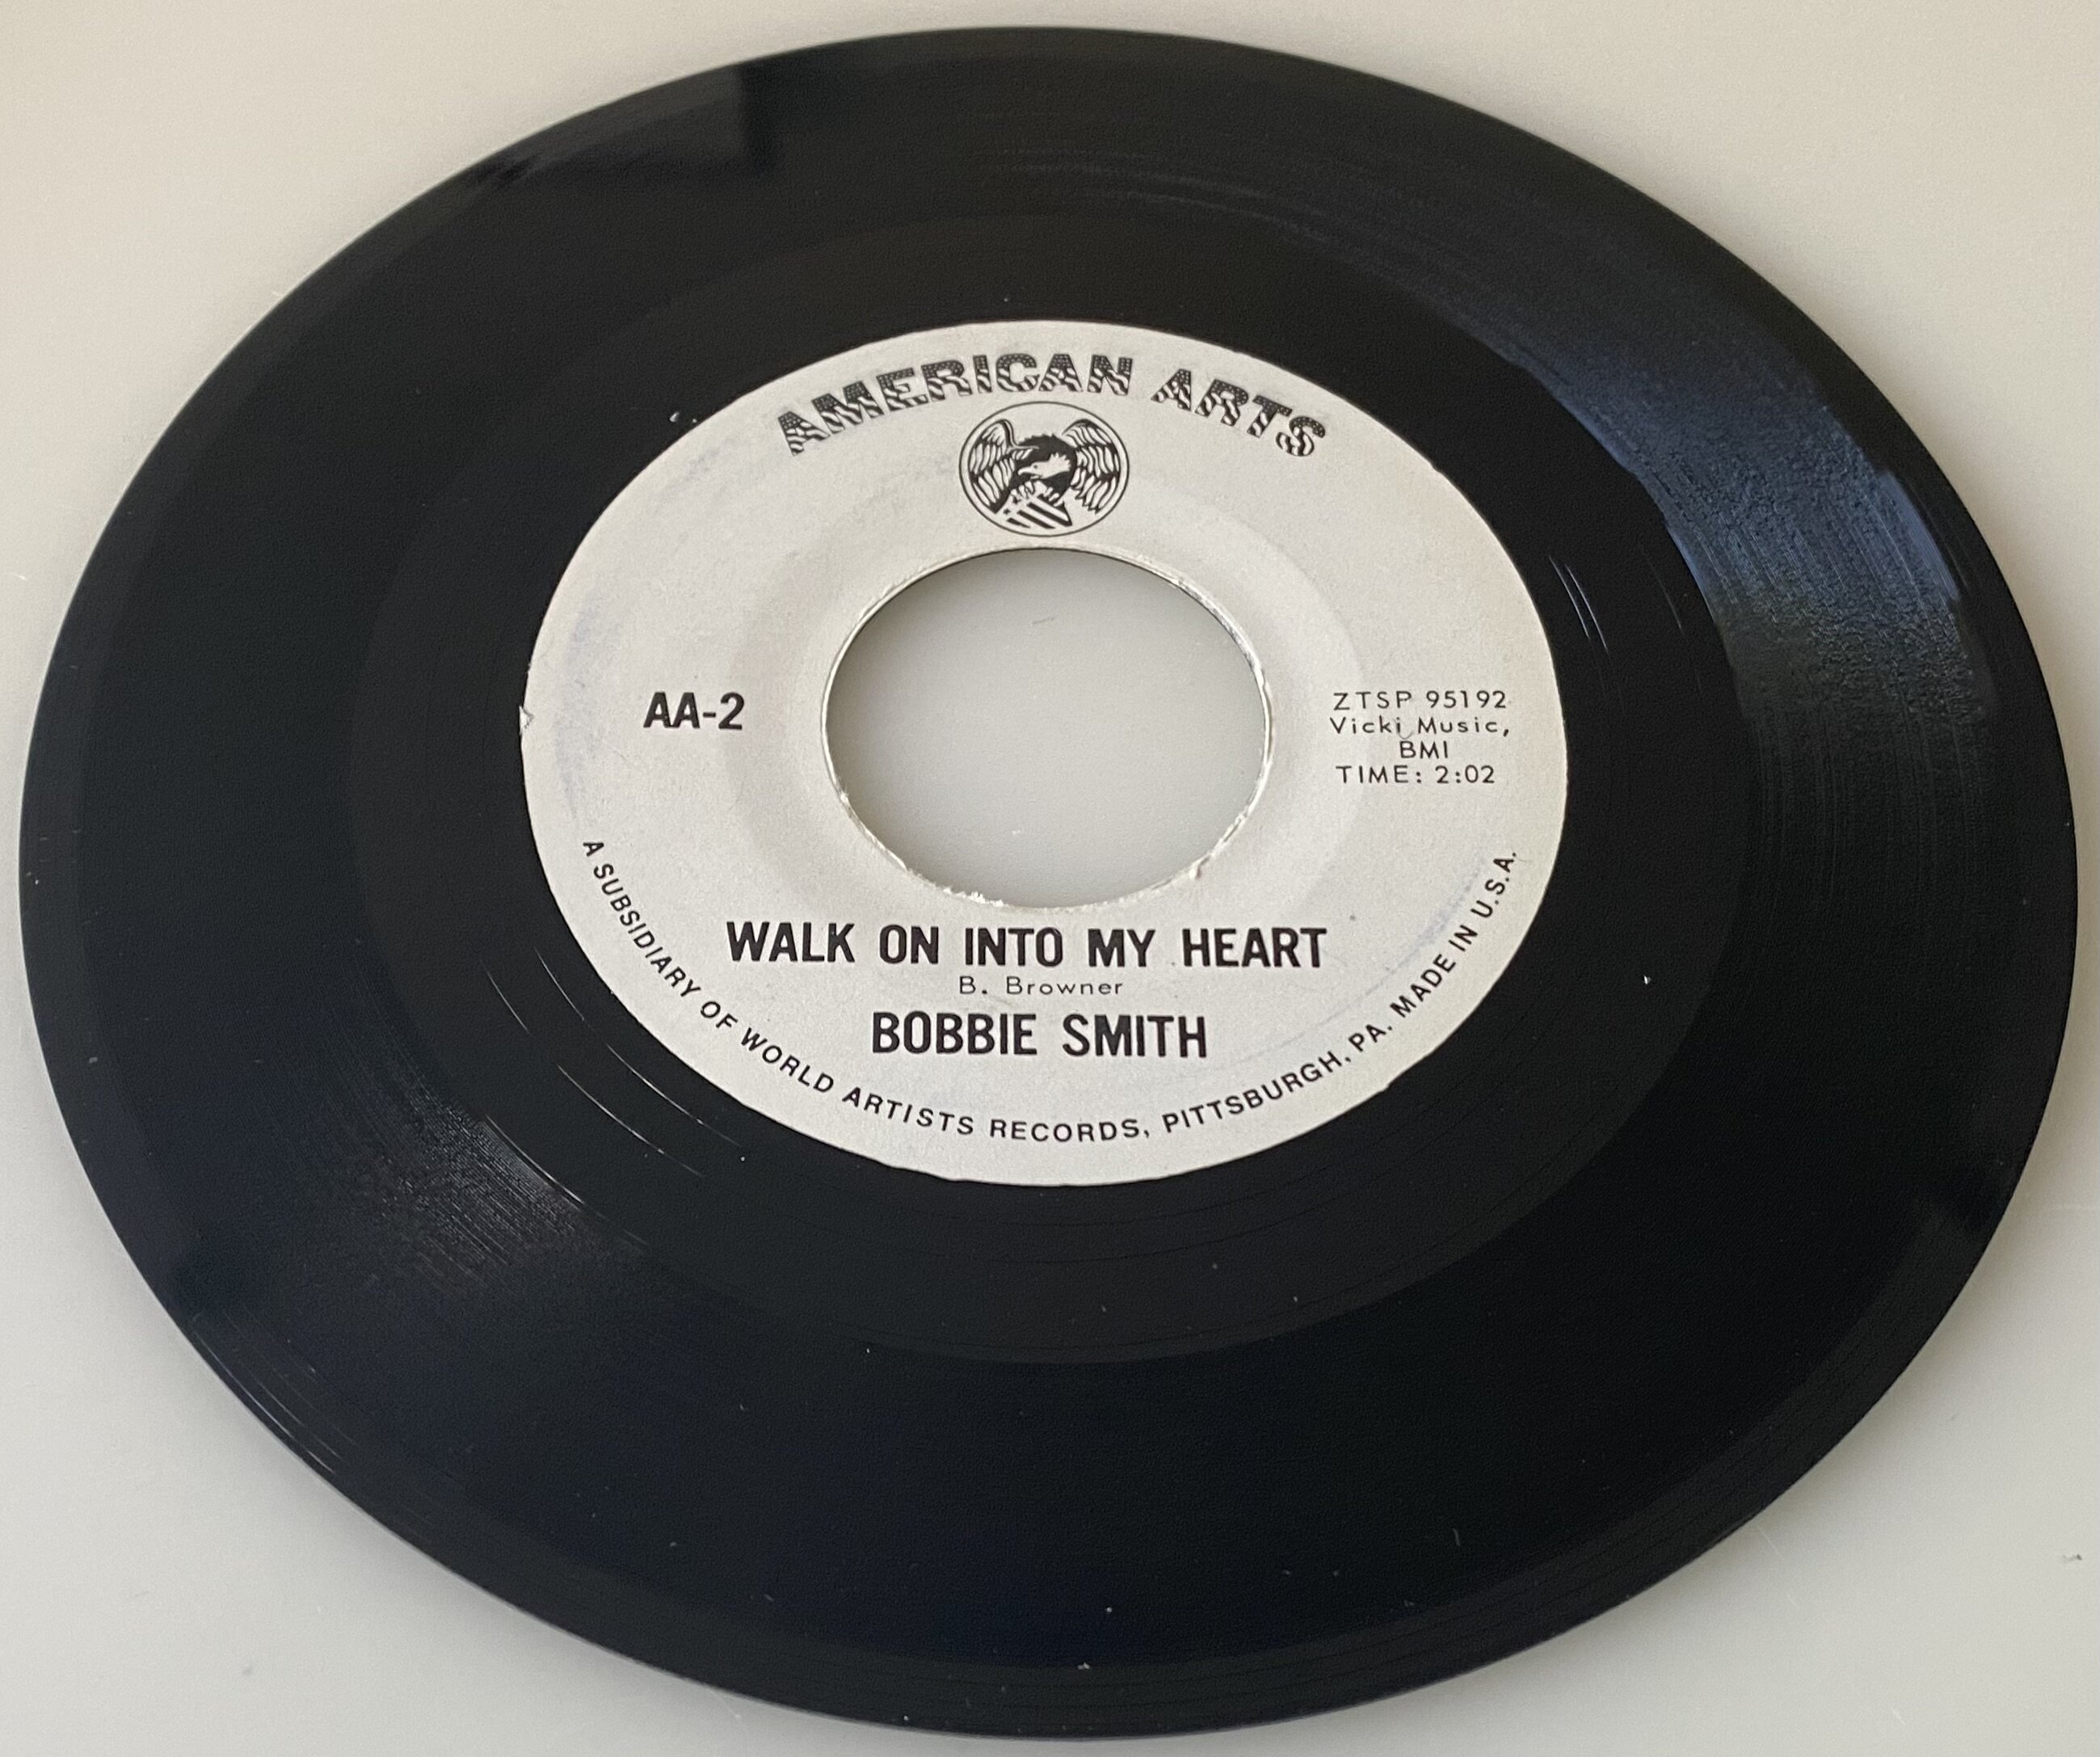 AMERICAN ARTS
AA-2
ZTSP 95192
Vicki Music,
BMI
TIME: 2:02
WALK ON INTO MY HEART
B. Browner
BOBBIE SMITH
A SUBSIDIARY OF WORLD ARTISTS RECORDS, PITTSBURGH, PA. MADE IN U.S.A.